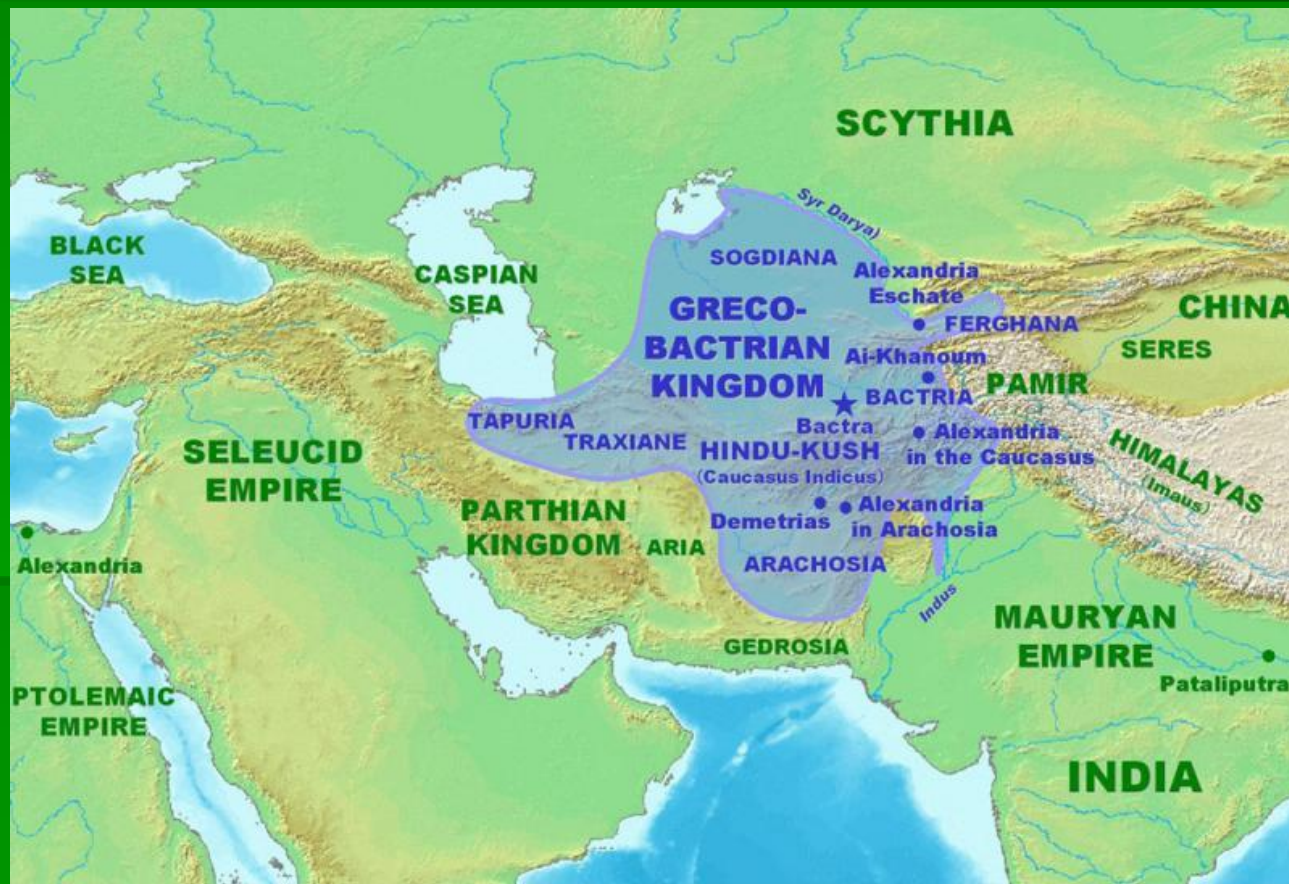 SCYTHIA
Syr Darya)
BLACK
SEA
CASPIAN
SEA
SOGDIANA
Alexandria
Eschate
GRECO-
BACTRIAN
KINGDOM
FERGHANA
CHINA
SERES
Ai-Khanoum
PAMIR
BACTRIA
Bactra
TAPURIA
TRAXIANE
HINDU-KUSH
(Caucasus Indicus)
Alexandria
in the Caucasus
HIMALAYAS
(Imaus)
SELEUCID
EMPIRE
PARTHIAN
KINGDOM
ARIA
Demetrias
Alexandria
in Arachosia
ARACHOSIA
Alexandria
Indus
GEDROSIA
MAURYAN
EMPIRE
Pataliputra
PTOLEMAIC
EMPIRE
INDIA